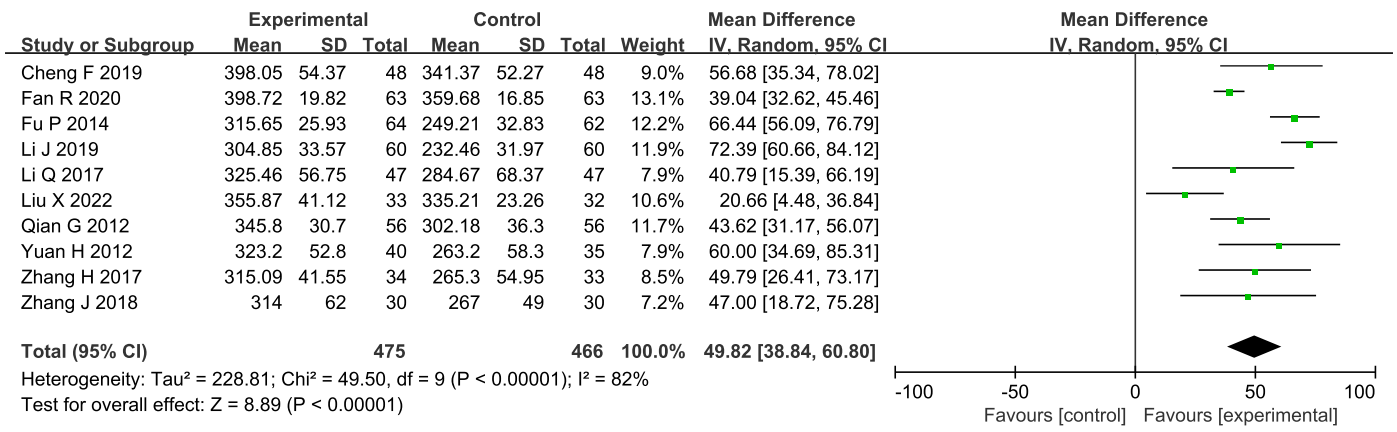 Experimental Control Mean Difference Mean Difference
Study or Subgroup Mean SD Total Mean SD Total Weight IV, Random, 95% CI IV, Random, 95% CI
Cheng F 2019 398.05 54.37 48 341.37 52.27 48 9.0% 56.68 [35.34, 78.02]
Fan R 2020 398.72 19.82 63 359.68 16.85 63 13.1% 39.04 [32.62, 45.46]
Fu P 2014 315.65 25.93 64 249.21 32.83 62 12.2% 66.44 [56.09, 76.79]
Li J 2019 304.85 33.57 60 232.46 31.97 60 11.9% 72.39 [60.66, 84.12]
Li Q 2017 325.46 56.75 47 284.67 68.37 47 7.9% 40.79 [15.39, 66.19]
Liu X 2022 355.87 41.12 33 335.21 23.26 32 10.6% 20.66 [4.48, 36.84]
Qian G 2012 345.8 30.7 56 302.18 36.3 56 11.7% 43.62 [31.17, 56.07]
Yuan H 2012 323.2 52.8 40 263.2 58.3 35 7.9% 60.00 [34.69, 85.31]
Zhang H 2017 315.09 41.55 34 265.3 54.95 33 8.5% 49.79 [26.41, 73.17]
Zhang J 2018 314 62 30 267 49 30 7.2% 47.00 [18.72, 75.28]
Total (95% CI) 475 466 100.0% 49.82 [38.84, 60.80]
Heterogeneity: Tau² = 228.81; Chi² = 49.50, df = 9 (P < 0.00001); I² = 82%
Test for overall effect: Z = 8.89 (P < 0.00001)
-100 -50 0 50 100
Favours [control] Favours [experimental]